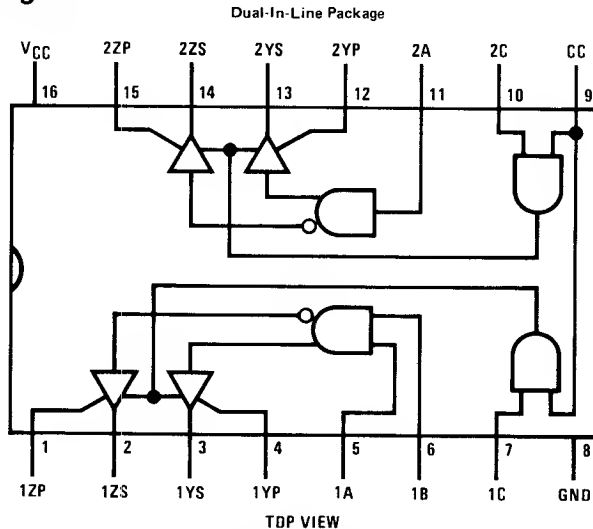 Dual-In-Line Package
VCC 2ZP 2ZS 2YS 2YP 2A 2C CC
16 15 14 13 12 11 10 9
1 2 3 4 5 6 7 8
1ZP 1ZS 1YS 1YP 1A 1B 1C GND
TOP VIEW